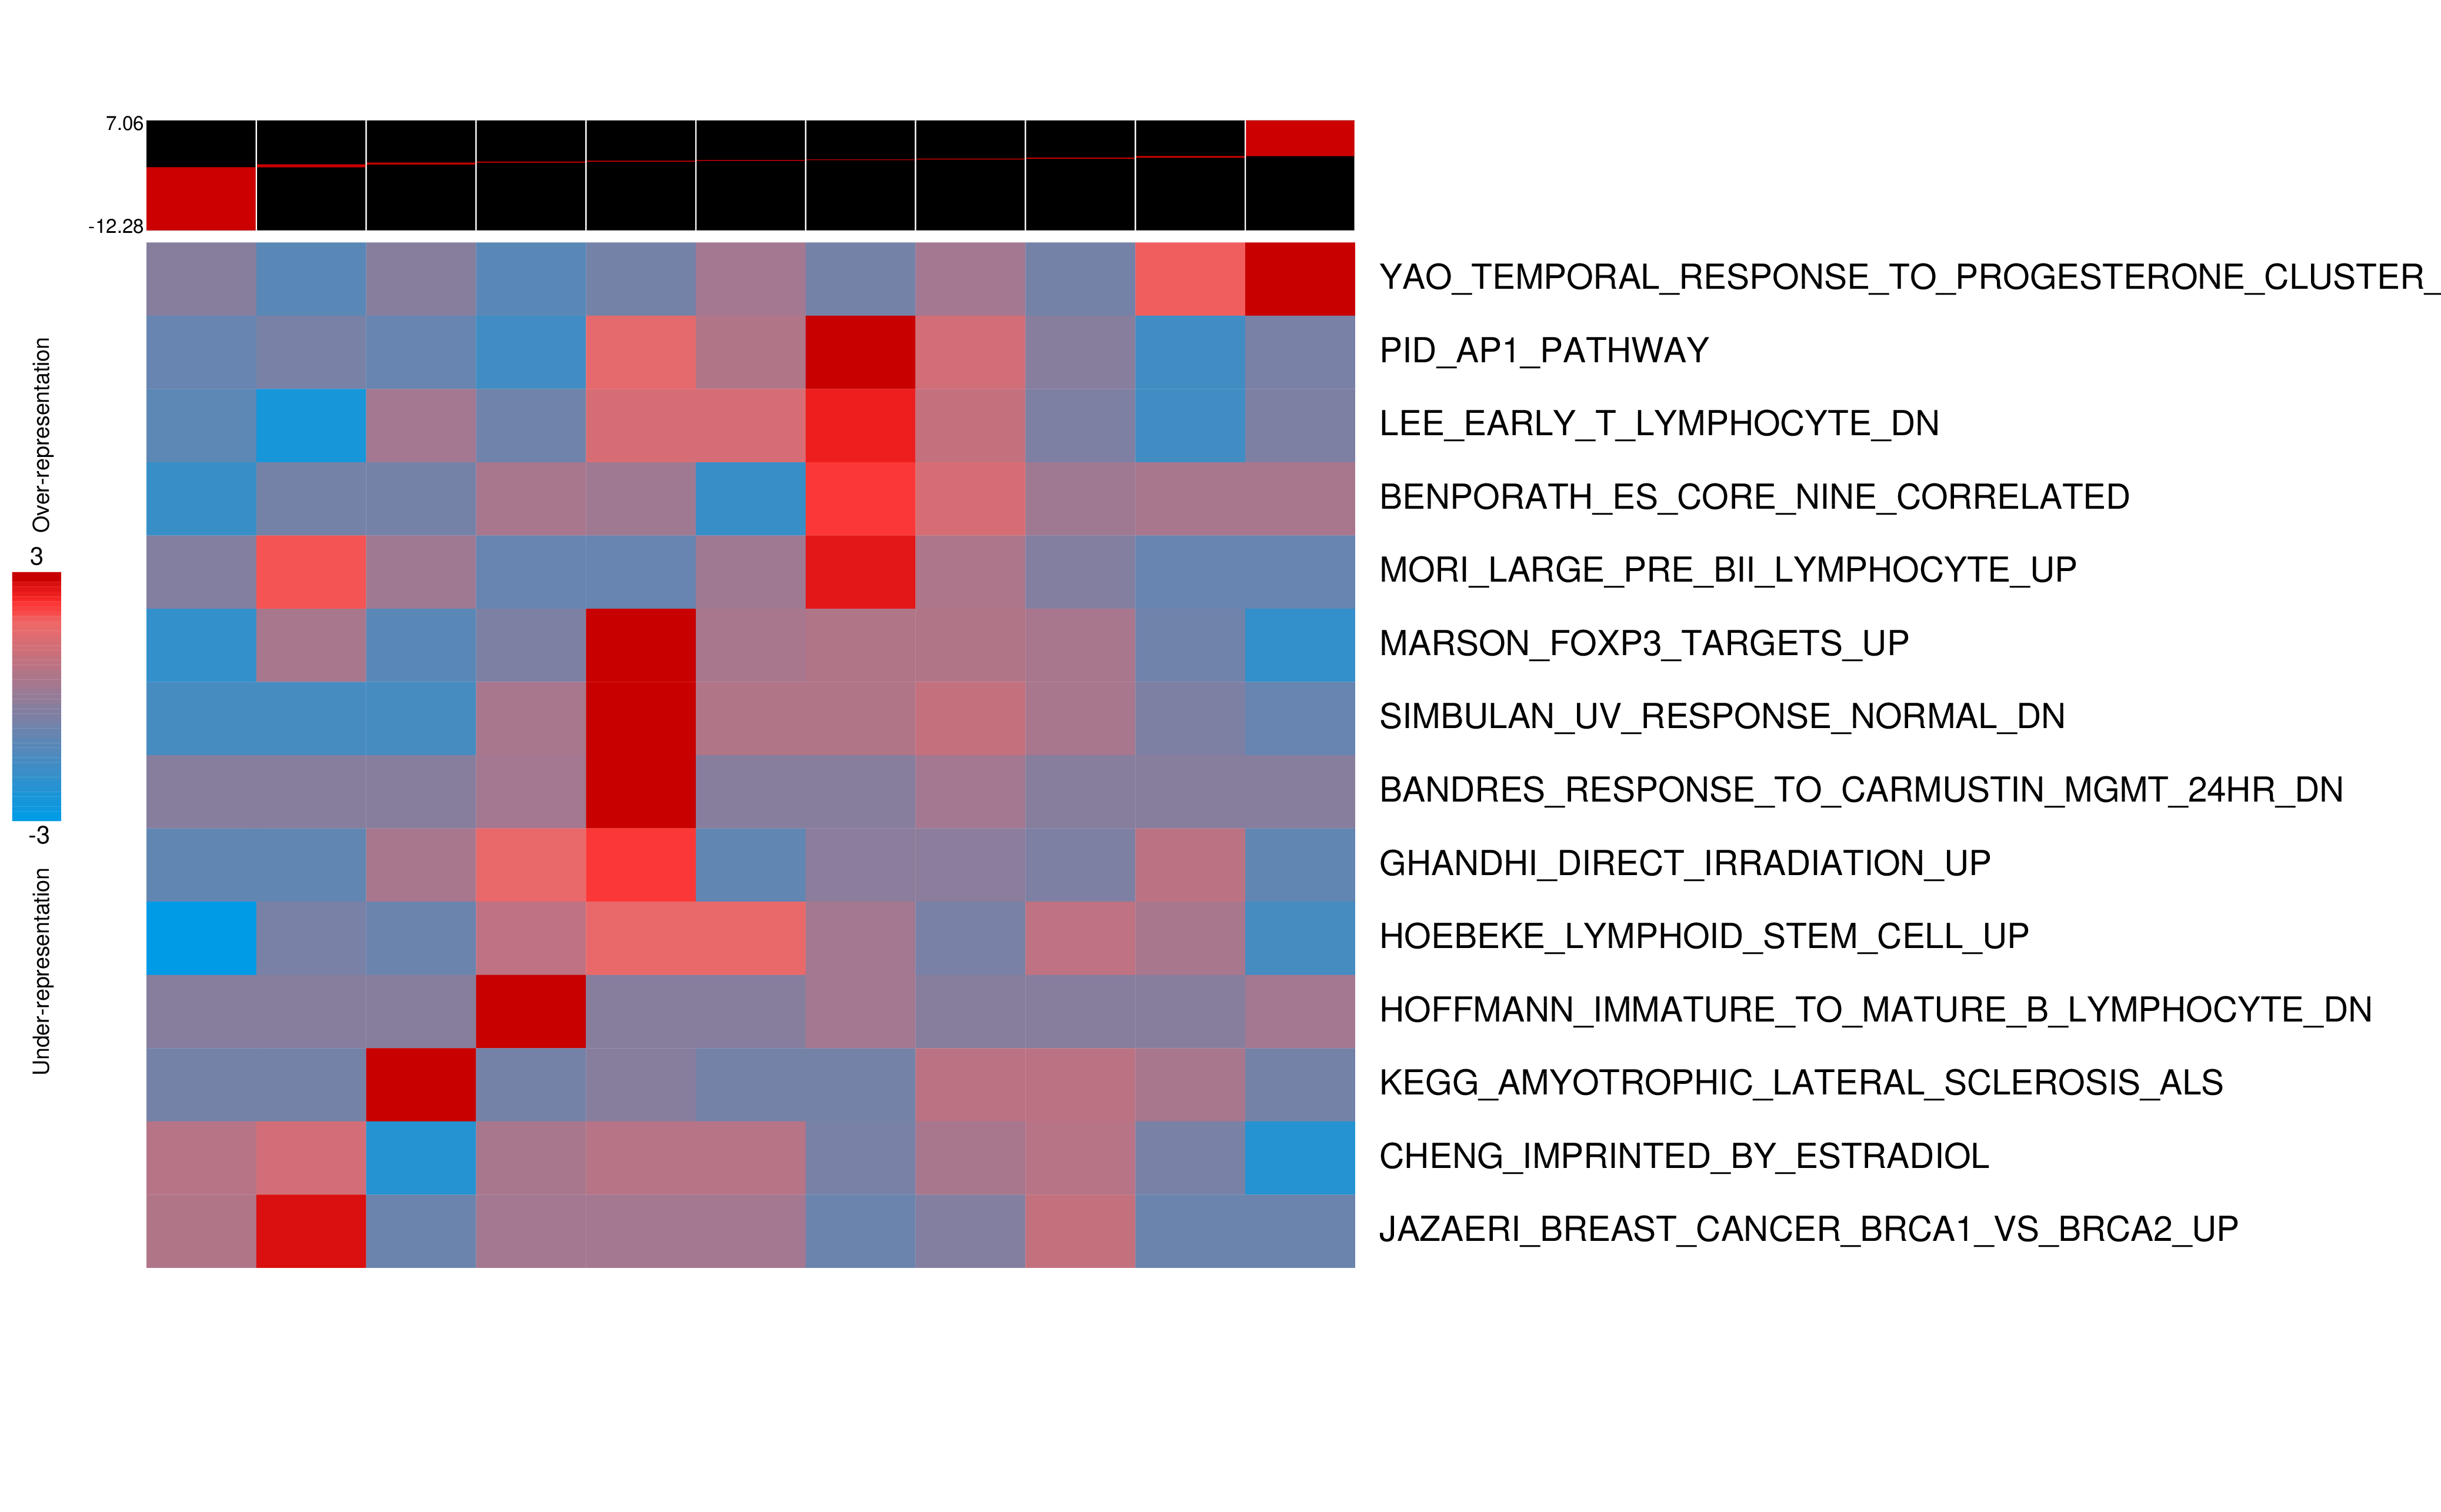 7.06
-12.28
YAO_TEMPORAL_RESPONSE_TO_PROGESTERONE_CLUSTER_
PID_AP1_PATHWAY
LEE_EARLY_T_LYMPHOCYTE_DN
BENPORATH_ES_CORE_NINE_CORRELATED
MORI_LARGE_PRE_BII_LYMPHOCYTE_UP
MARSON_FOXP3_TARGETS_UP
SIMBULAN_UV_RESPONSE_NORMAL_DN
BANDRES_RESPONSE_TO_CARMUSTIN_MGMT_24HR_DN
GHANDHI_DIRECT_IRRADIATION_UP
HOEBEKE_LYMPHOID_STEM_CELL_UP
HOFFMANN_IMMATURE_TO_MATURE_B_LYMPHOCYTE_DN
KEGG_AMYOTROPHIC_LATERAL_SCLEROSIS_ALS
CHENG_IMPRINTED_BY_ESTRADIOL
JAZAERI_BREAST_CANCER_BRCA1_VS_BRCA2_UP
Over-representation
3
-3
Under-representation